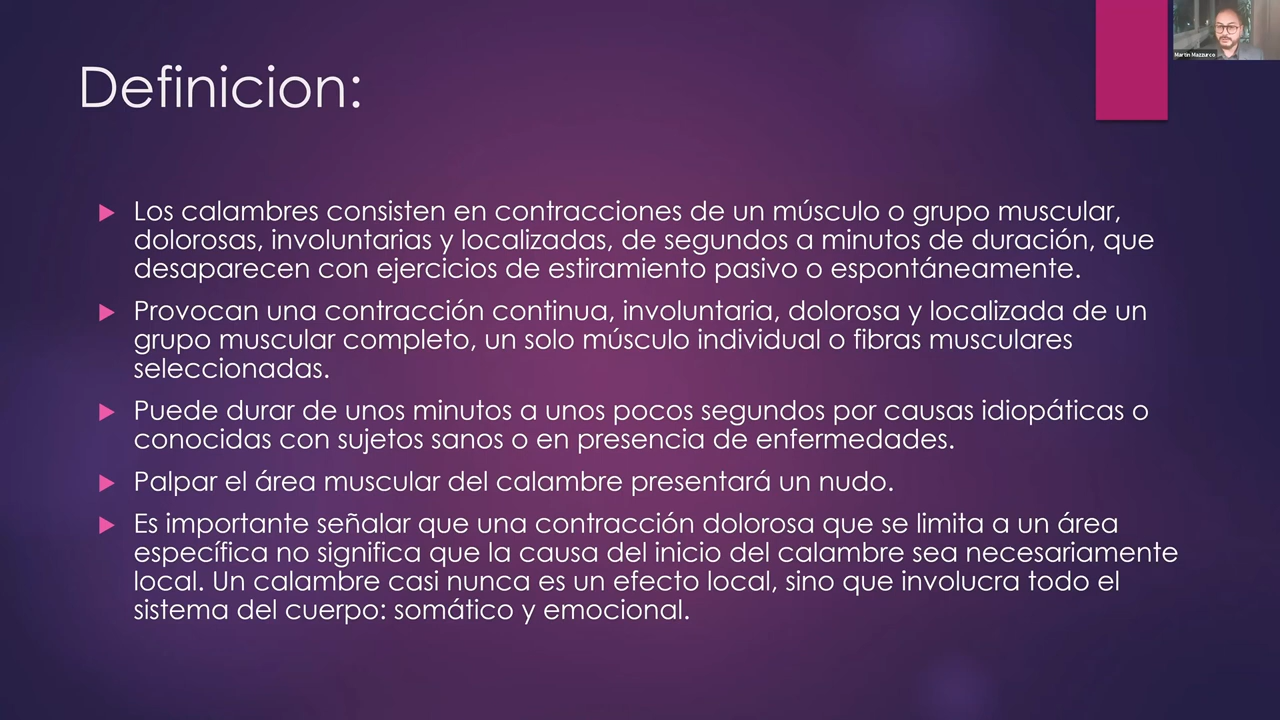 Definicion:
Los calambres consisten en contracciones de un músculo o grupo muscular,
dolorosas, involuntarias y localizadas, de segundos a minutos de duración, que
desaparecen con ejercicios de estiramiento pasivo o espontáneamente.
Provocan una contracción continua, involuntaria, dolorosa y localizada de un
grupo muscular completo, un solo músculo individual o fibras musculares
seleccionadas.
Puede durar de unos minutos a unos pocos segundos por causas idiopáticas o
conocidas con sujetos sanos o en presencia de enfermedades.
Palpar el área muscular del calambre presentará un nudo.
Es importante señalar que una contracción dolorosa que se limita a un área
específica no significa que la causa del inicio del calambre sea necesariamente
local. Un calambre casi nunca es un efecto local, sino que involucra todo el
sistema del cuerpo: somático y emocional.
Martin Mazzurco